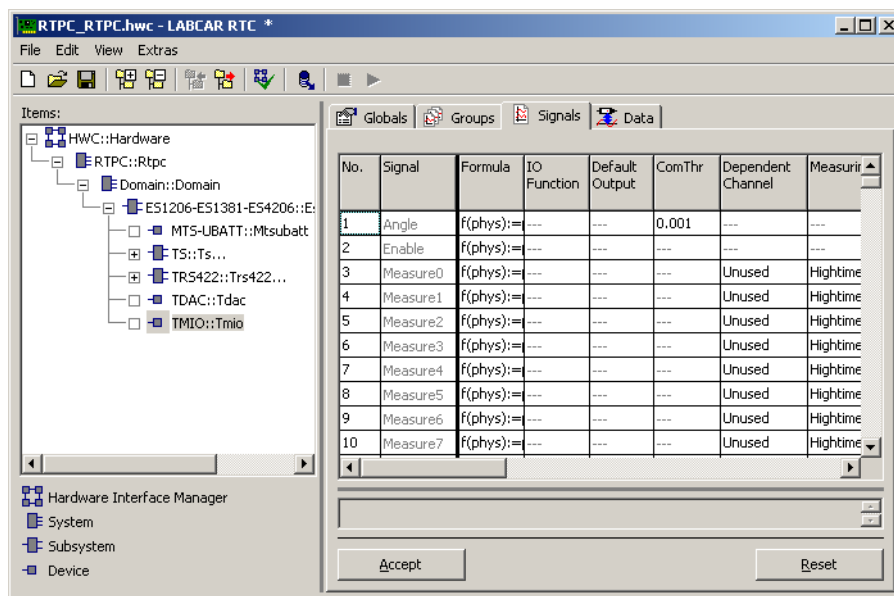 RTPC_RTPC.hwc - LABCAR RTC *
File Edit View Extras
Items:
HWC::Hardware
RTPC::Rtpc
Domain::Domain
ES1206-ES1381-ES4206::E
MTS-UBATT::Mtsubatt
TS::Ts...
TRS422::Trs422...
TDAC::Tdac
TMIO::Tmio
Hardware Interface Manager
System
Subsystem
Device
Globals Groups Signals Data
No. Signal Formula IO Function Default Output ComThr Dependent Channel Measurin
1 Angle f(phys):= --- --- 0.001 --- ---
2 Enable f(phys):= --- --- --- --- ---
3 Measure0 f(phys):= --- --- --- Unused Hightime
4 Measure1 f(phys):= --- --- --- Unused Hightime
5 Measure2 f(phys):= --- --- --- Unused Hightime
6 Measure3 f(phys):= --- --- --- Unused Hightime
7 Measure4 f(phys):= --- --- --- Unused Hightime
8 Measure5 f(phys):= --- --- --- Unused Hightime
9 Measure6 f(phys):= --- --- --- Unused Hightime
10 Measure7 f(phys):= --- --- --- Unused Hightime
Accept Reset